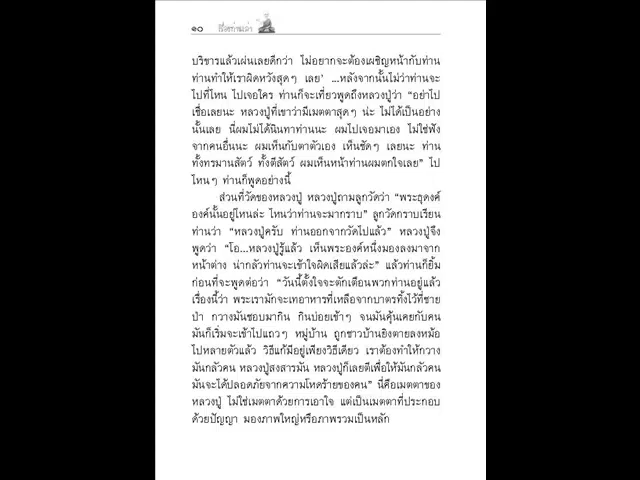 ๑๐ เรื่องท่านเล่า
บริขารแล้วเผ่นเลยดีกว่า ไม่อยากจะต้องเผชิญหน้ากับท่าน
ท่านทำให้เราผิดหวังสุดๆ เลย' ...หลังจากนั้นไม่ว่าท่านจะ
ไปที่ไหน ไปเจอใคร ท่านก็จะเที่ยวพูดถึงหลวงปู่ว่า “อย่าไป
เชื่อเลยนะ หลวงปู่ที่เขาว่ามีเมตตาสุดๆ น่ะ ไม่ได้เป็นอย่าง
นั้นเลย นี่ผมไม่ได้นินทาท่านนะ ผมไปเจอมาเอง ไม่ใช่ฟัง
จากคนอื่นนะ ผมเห็นกับตาตัวเอง เห็นชัดๆ เลยนะ ท่าน
ทั้งทรมานสัตว์ ทั้งตีสัตว์ ผมเห็นหน้าท่านผมตกใจเลย” ไป
ไหนๆ ท่านก็พูดอย่างนี้
ส่วนที่วัดของหลวงปู่ หลวงปู่ถามลูกวัดว่า “พระธุดงค์
องค์นั้นอยู่ไหนล่ะ ไหนว่าท่านจะมากราบ” ลูกวัดกราบเรียน
ท่านว่า “หลวงปู่ครับ ท่านออกจากวัดไปแล้ว” หลวงปู่จึง
พูดว่า “โอ...หลวงปู่รู้แล้ว เห็นพระองค์หนึ่งมองลงมาจาก
หน้าต่าง น่ากลัวท่านจะเข้าใจผิดเสียแล้วล่ะ” แล้วท่านก็ยิ้ม
ก่อนที่จะพูดต่อว่า “วันนี้ตั้งใจจะตักเตือนพวกท่านอยู่แล้ว
เรื่องนี้ว่า พระเรามักจะเทอาหารที่เหลือจากบาตรทิ้งไว้ที่ชาย
ป่า กวางมันชอบมากิน กินบ่อยเข้าๆ จนมันคุ้นเคยกับคน
มันก็เริ่มจะเข้าไปแถวๆ หมู่บ้าน ถูกชาวบ้านยิงตายลงหม้อ
ไปหลายตัวแล้ว วิธีแก้มีอยู่เพียงวิธีเดียว เราต้องทำให้กวาง
มันกลัวคน หลวงปู่สงสารมัน หลวงปู่ก็เลยตีเพื่อให้มันกลัวคน
มันจะได้ปลอดภัยจากความโหดร้ายของคน” นี่คือเมตตาของ
หลวงปู่ ไม่ใช่เมตตาด้วยการเอาใจ แต่เป็นเมตตาที่ประกอบ
ด้วยปัญญา มองภาพใหญ่หรือภาพรวมเป็นหลัก